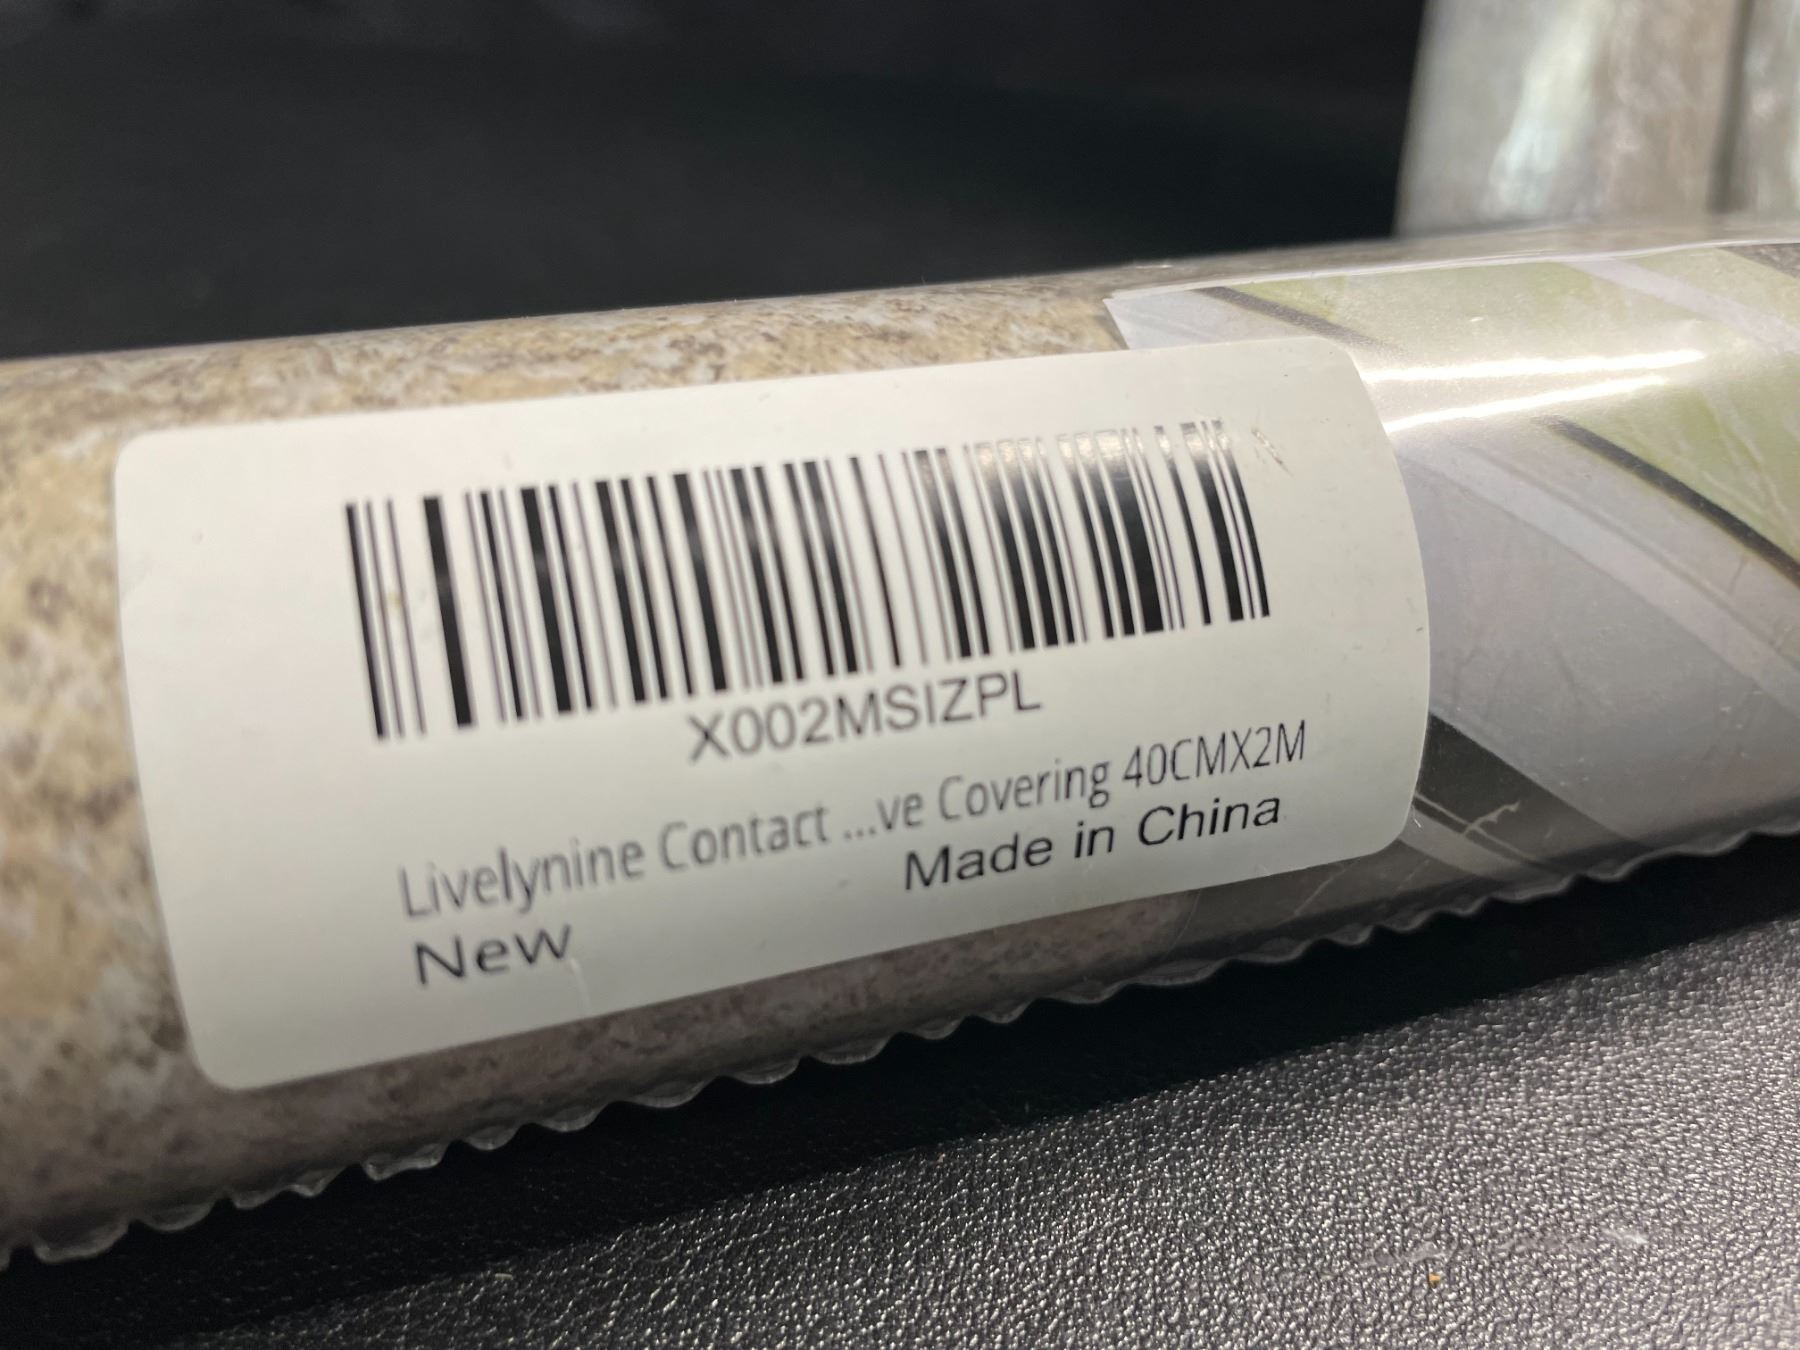 X002MSIZPL
Livelynine Contact ...ve Covering 40CMX2M
New
Made in China